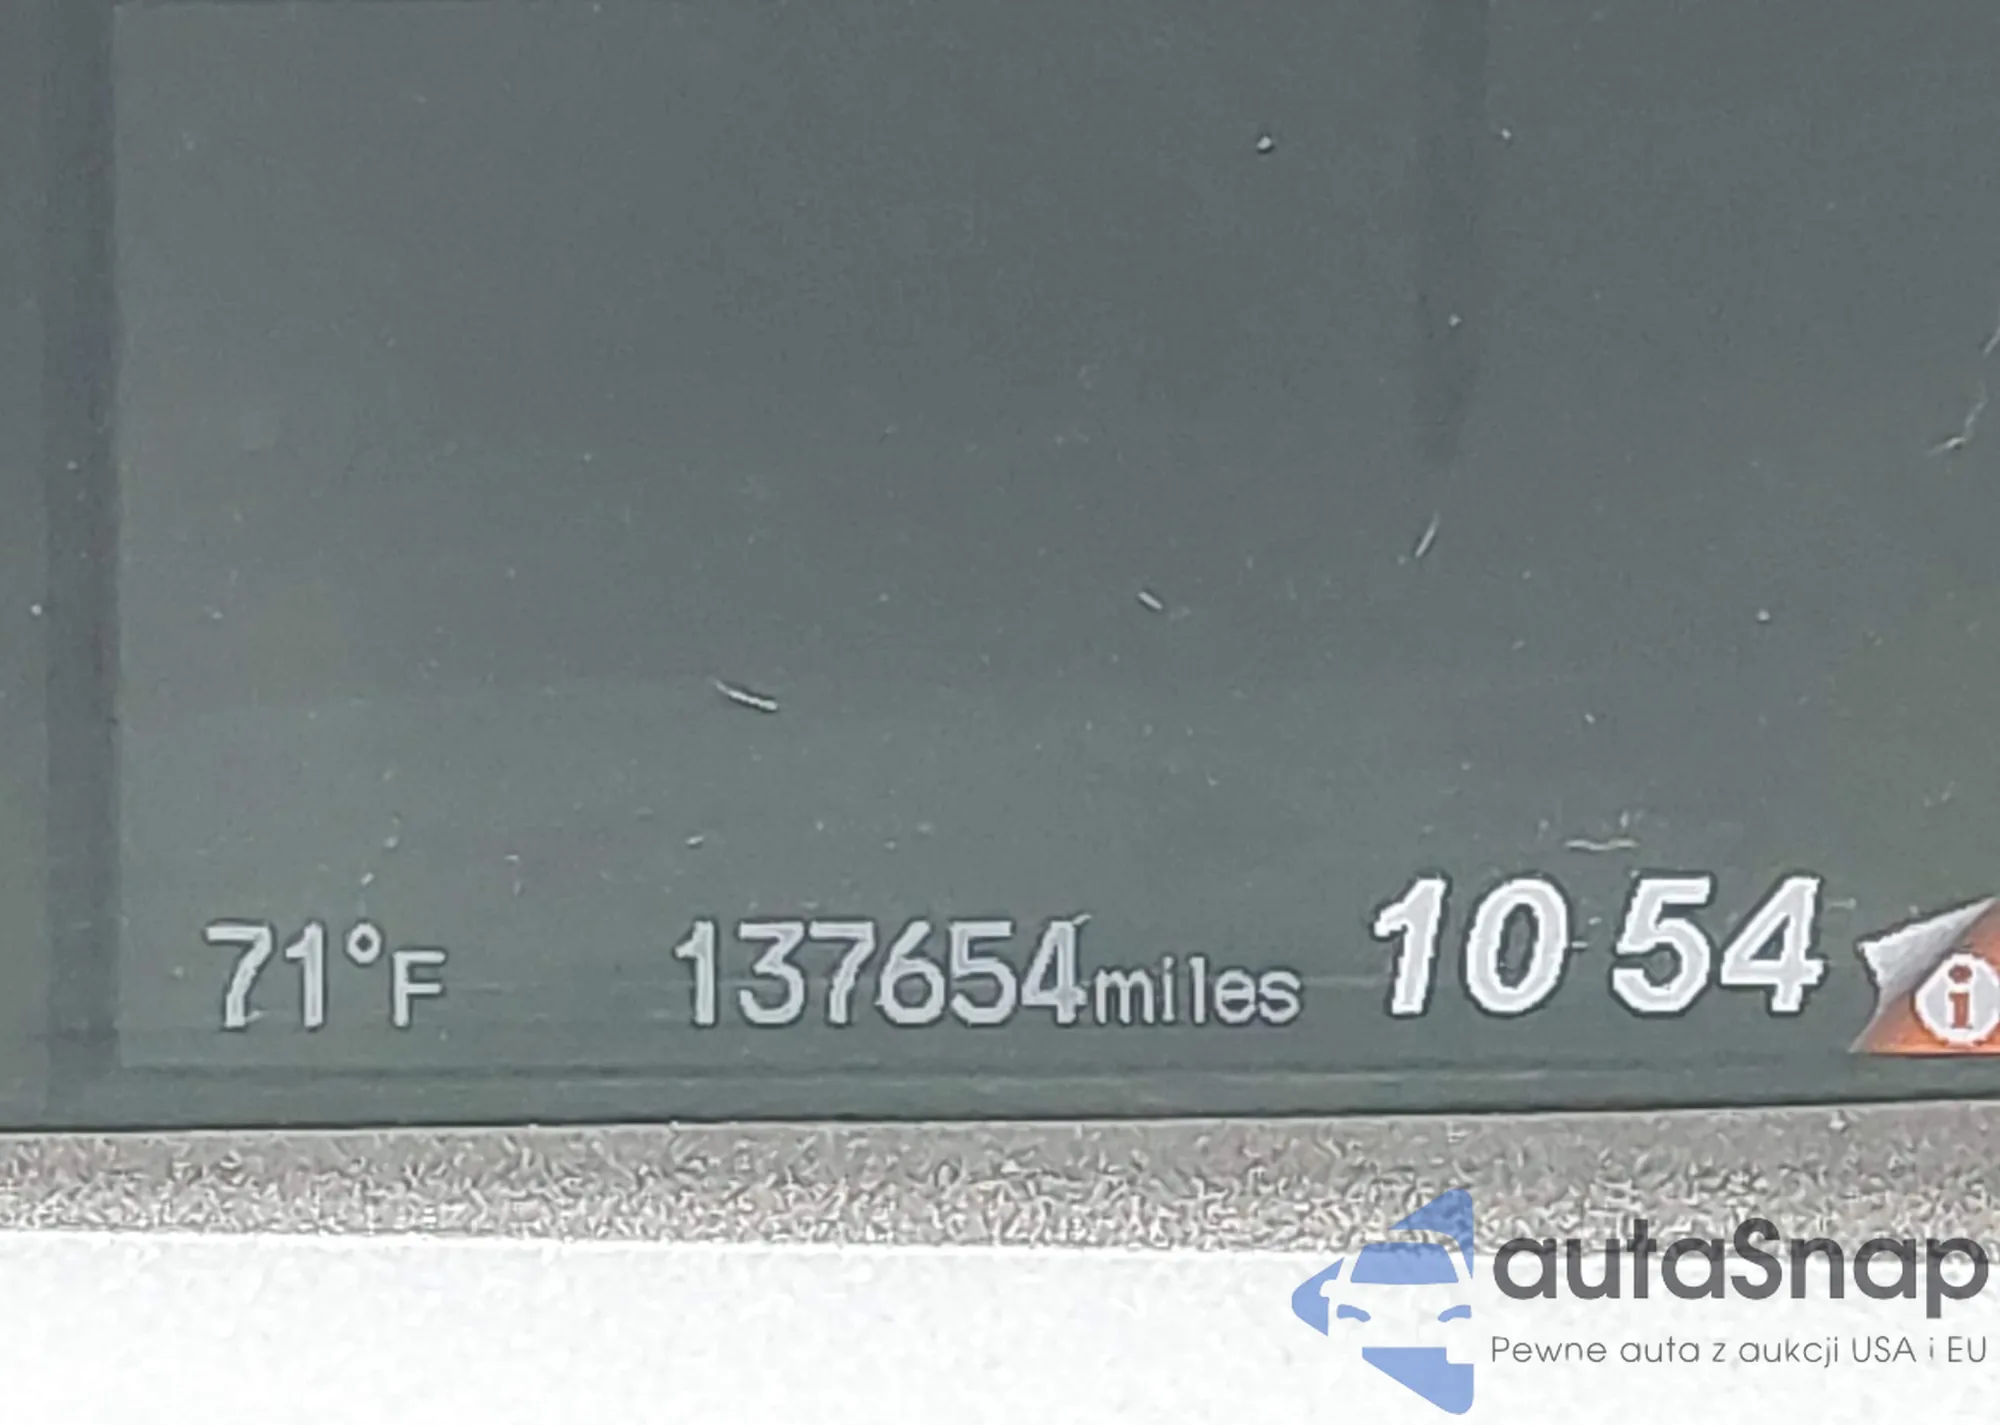 71°F 137654miles 10 54 i
autaSnap
Pewne auta z aukcji USA i EU